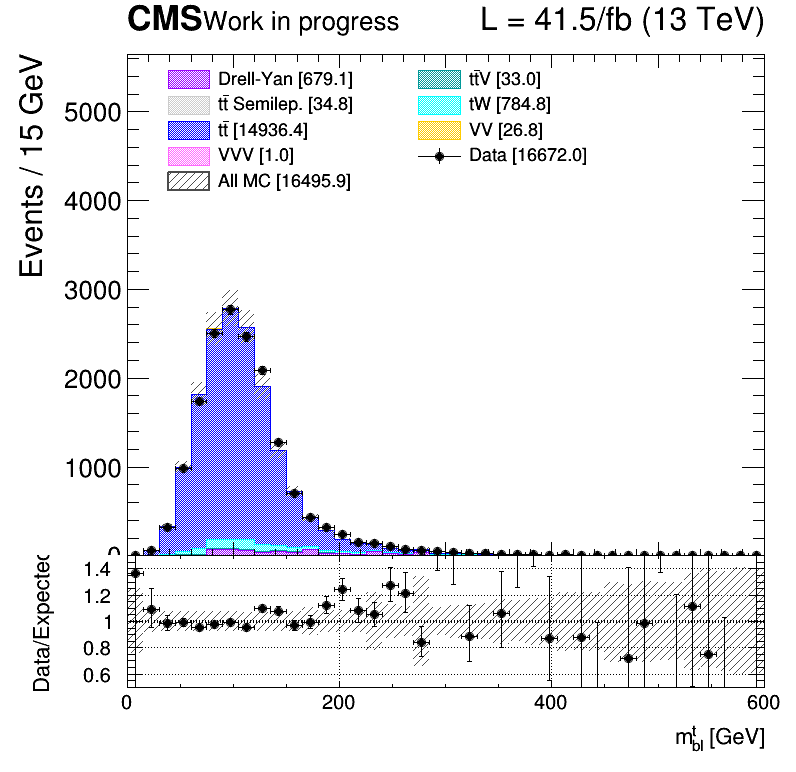 CMS Work in progress L = 41.5/fb (13 TeV)
Events / 15 GeV
Drell-Yan [679.1]
tt̄ Semilep. [34.8]
tt̄ [14936.4]
VVV [1.0]
All MC [16495.9]
tt̄V [33.0]
tW [784.8]
VV [26.8]
Data [16672.0]
5000
4000
3000
2000
1000
0
Data/Expected
1.4
1.2
1
0.8
0.6
0 200 400 600
m^t_bl [GeV]